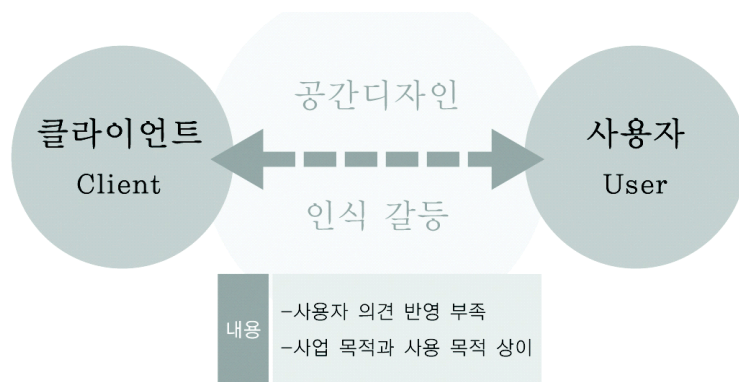 공간디자인
클라이언트
Client
사용자
User
인식 갈등
내용
-사용자 의견 반영 부족
-사업 목적과 사용 목적 상이